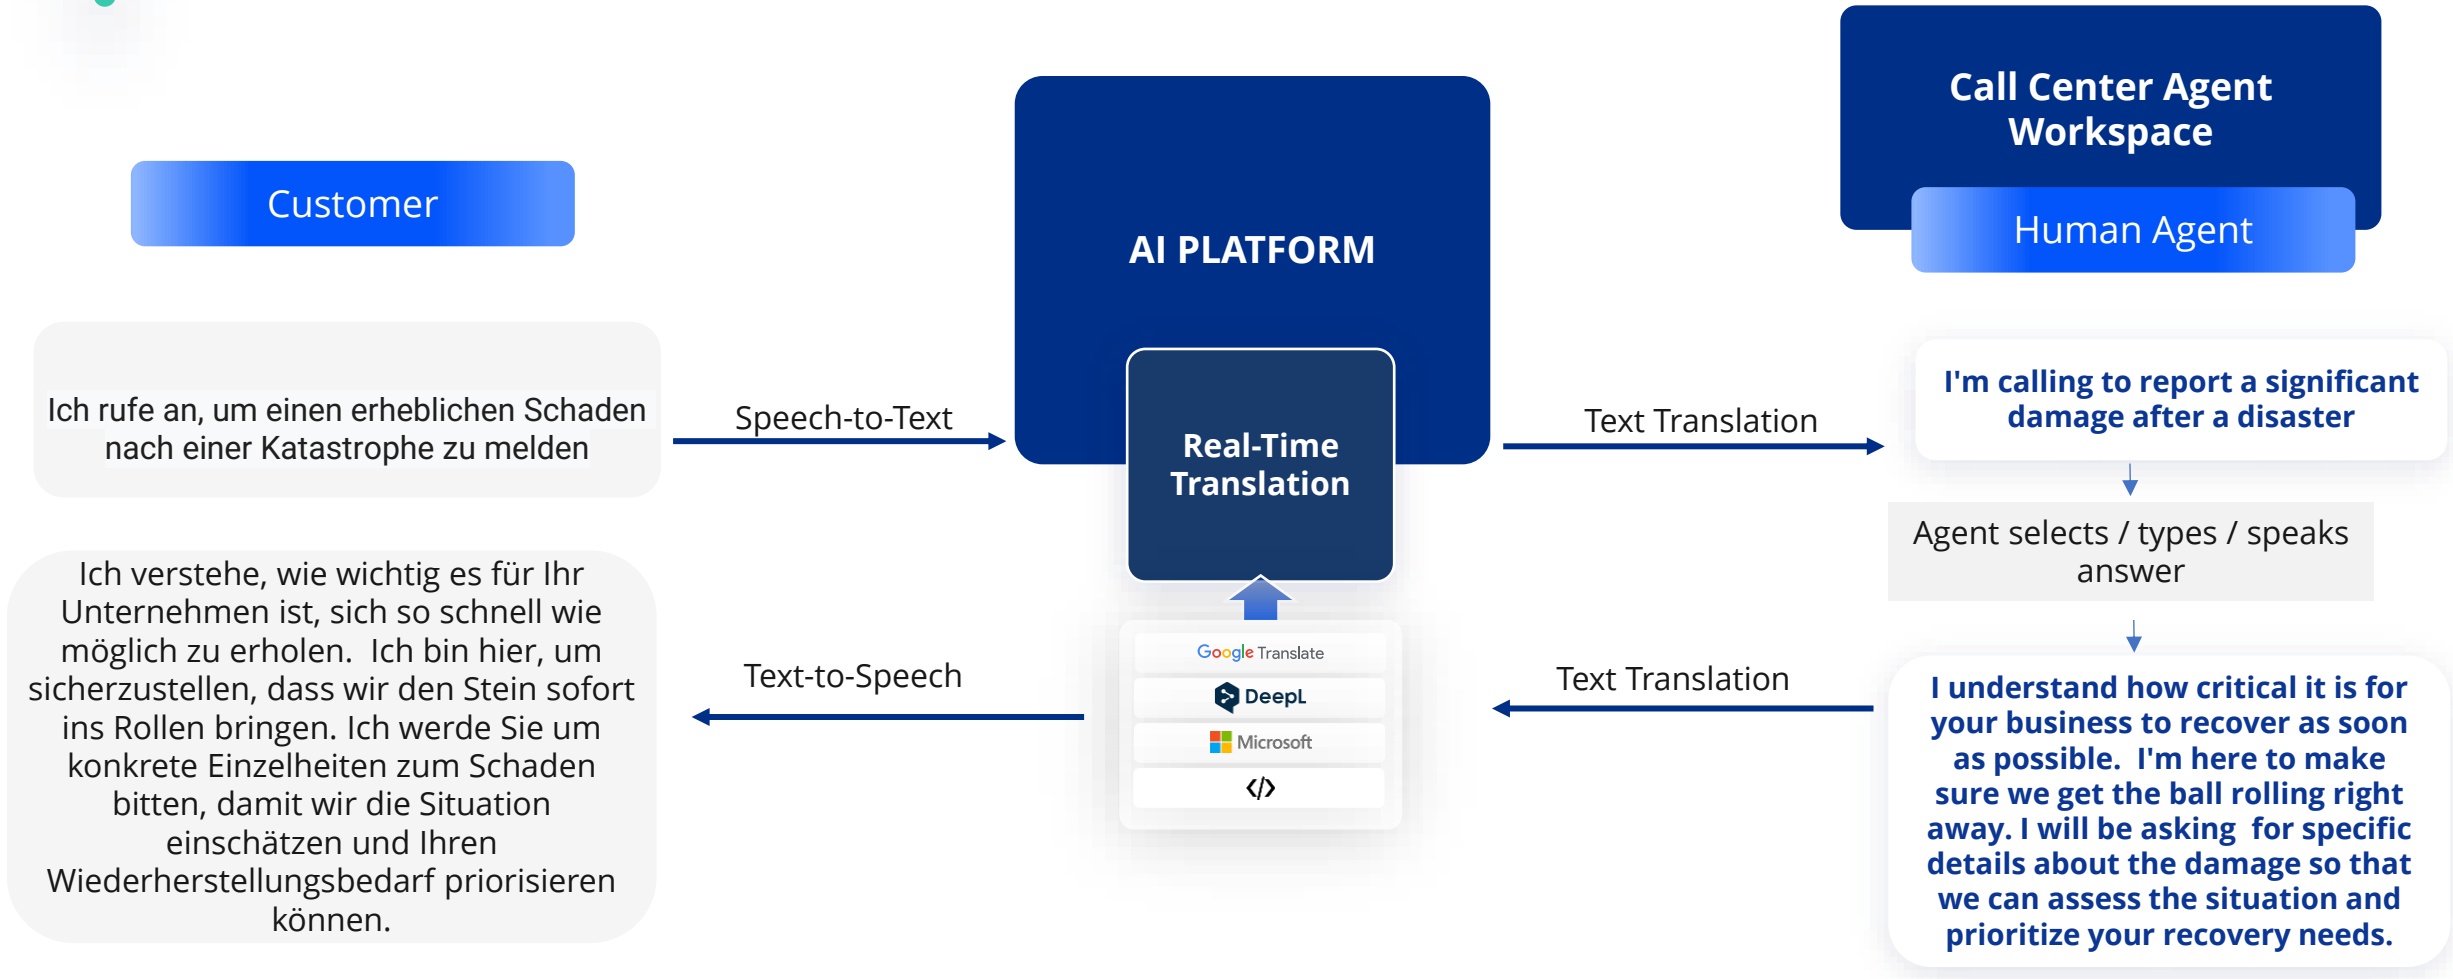 Call Center Agent
Workspace
Human Agent
Customer
AI PLATFORM
Real-Time
Translation
Ich rufe an, um einen erheblichen Schaden
nach einer Katastrophe zu melden
Speech-to-Text
Text Translation
I'm calling to report a significant
damage after a disaster
Agent selects / types / speaks
answer
I understand how critical it is for
your business to recover as soon
as possible.  I'm here to make
sure we get the ball rolling right
away. I will be asking  for specific
details about the damage so that
we can assess the situation and
prioritize your recovery needs.
Text Translation
Google Translate
DeepL
Microsoft
</>
Text-to-Speech
Ich verstehe, wie wichtig es für Ihr
Unternehmen ist, sich so schnell wie
möglich zu erholen.  Ich bin hier, um
sicherzustellen, dass wir den Stein sofort
ins Rollen bringen. Ich werde Sie um
konkrete Einzelheiten zum Schaden
bitten, damit wir die Situation
einschätzen und Ihren
Wiederherstellungsbedarf priorisieren
können.